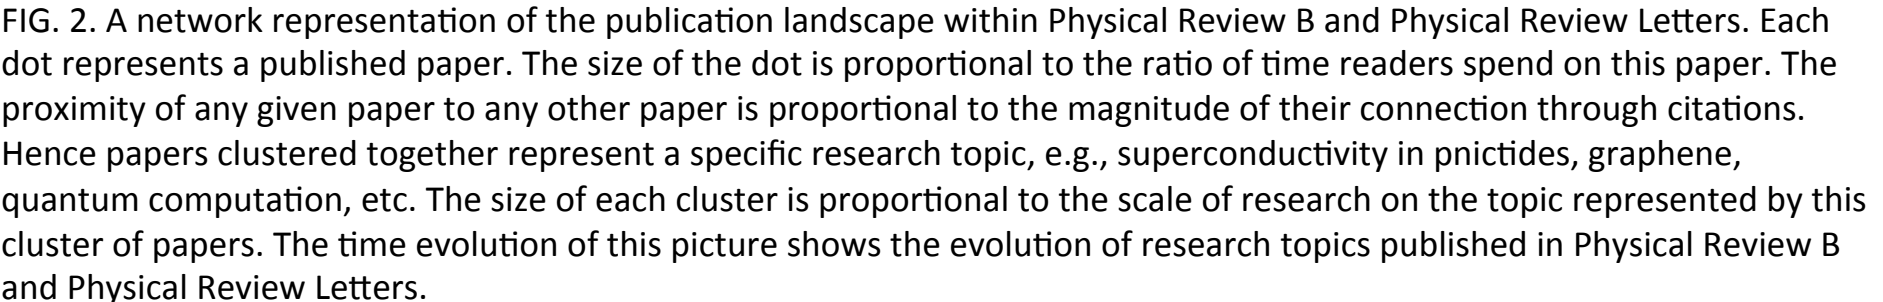 FIG. 2. A network representation of the publication landscape within Physical Review B and Physical Review Letters. Each
dot represents a published paper. The size of the dot is proportional to the ratio of time readers spend on this paper. The
proximity of any given paper to any other paper is proportional to the magnitude of their connection through citations.
Hence papers clustered together represent a specific research topic, e.g., superconductivity in pnictides, graphene,
quantum computation, etc. The size of each cluster is proportional to the scale of research on the topic represented by this
cluster of papers. The time evolution of this picture shows the evolution of research topics published in Physical Review B
and Physical Review Letters.